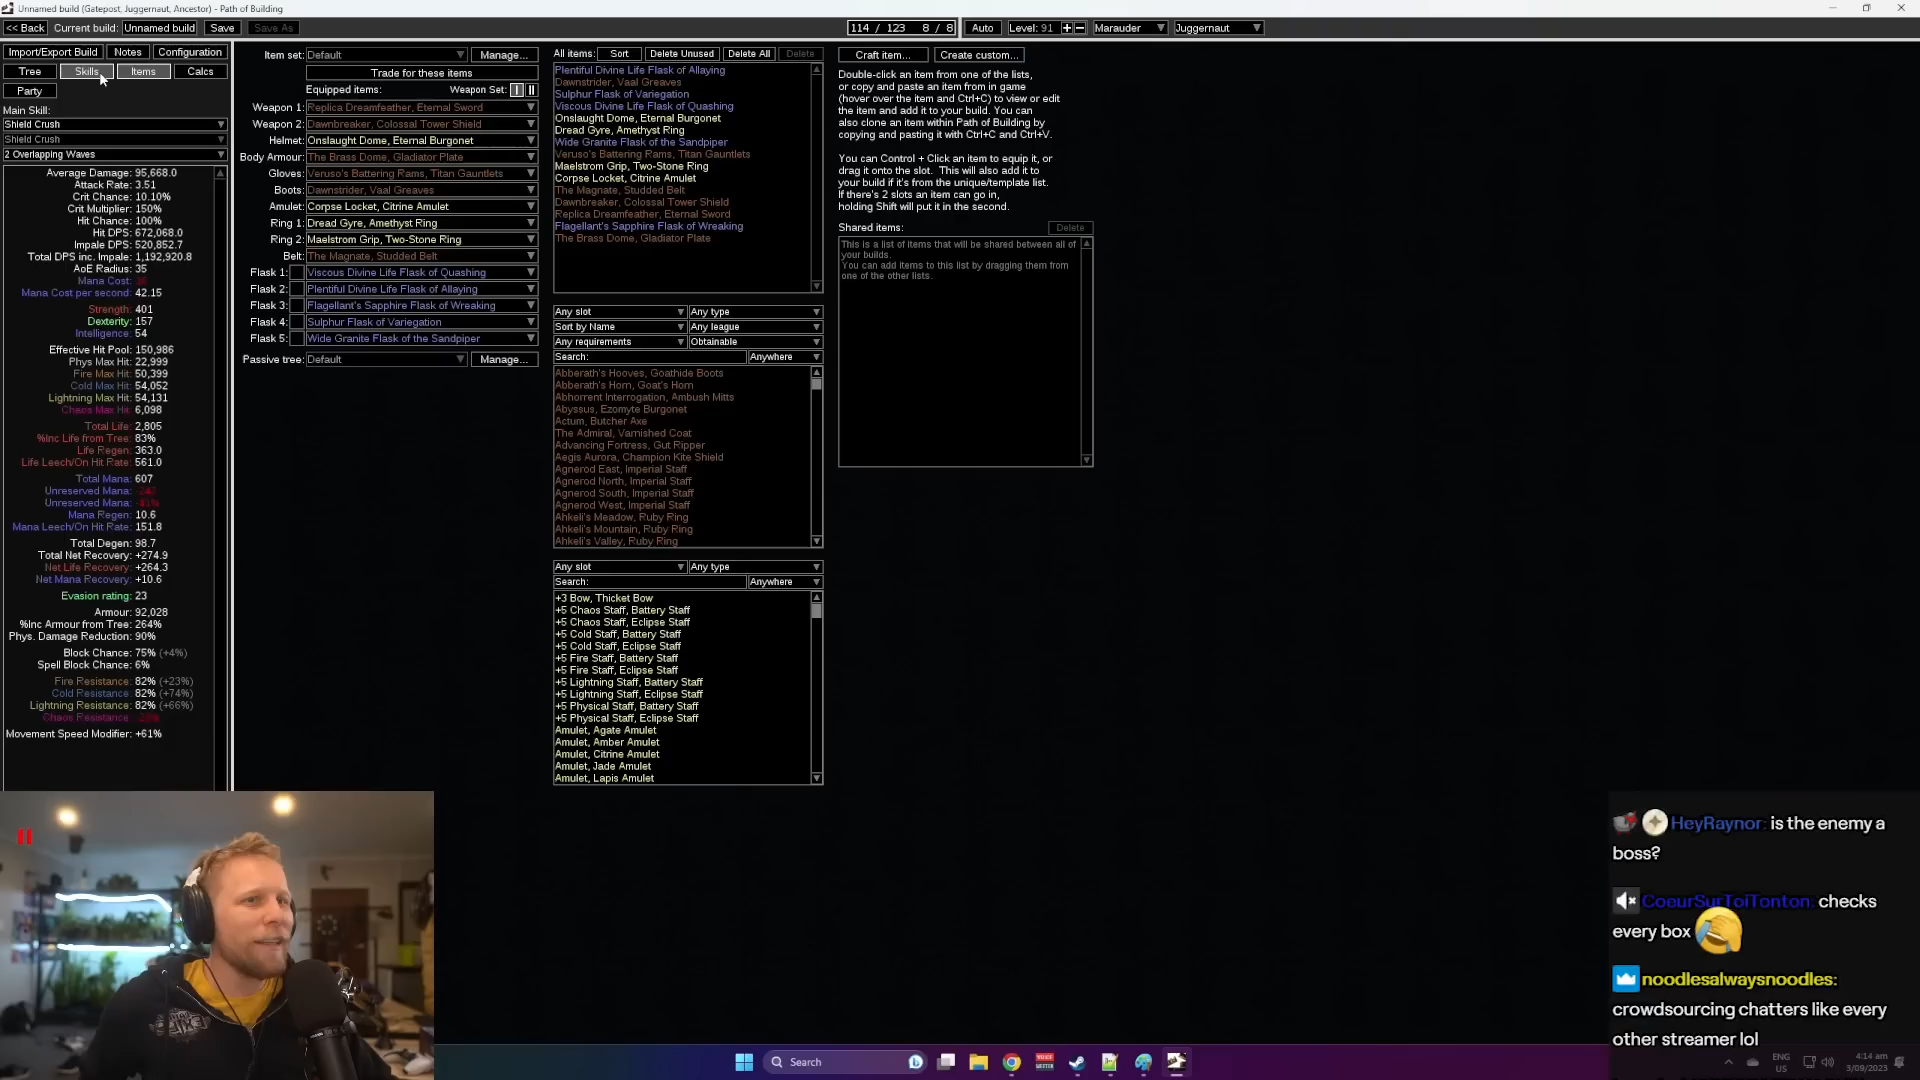 Unnamed build (Gatepost, Juggernaut, Ancestor) - Path of Building
<< Back
Current build: Unnamed build
Save
Save As
114 / 123 8 / 8
Auto
Level: 91
+
Marauder
Juggernaut
Import/Export Build
Notes
Configuration
Tree
Skills
Items
Calcs
Party
Main Skill:
Shield Crush
Shield Crush
2 Overlapping Waves
Average Damage: 95,668.0
Attack Rate: 3.51
Crit Chance: 10.10%
Crit Multiplier: 150%
Hit Chance: 100%
Hit DPS: 672,068.0
Impale DPS: 520,852.7
Total DPS inc. Impale: 1,192,920.8
AoE Radius: 35
Mana Cost:
Mana Cost per second: 42.15
Strength: 401
Dexterity: 157
Intelligence: 54
Effective Hit Pool: 150,986
Phys Max Hit: 22,999
Fire Max Hit: 50,399
Cold Max Hit: 54,052
Lightning Max Hit: 54,131
Chaos Max Hit: 6,098
Total Life: 2,805
%Inc Life from Tree: 83%
Life Regen: 363.0
Life Leech/On Hit Rate: 561.0
Total Mana: 607
Unreserved Mana:
Unreserved Mana:
Mana Regen: 10.6
Mana Leech/On Hit Rate: 151.8
Total Degen: 98.7
Total Net Recovery: +274.9
Net Life Recovery: +264.3
Net Mana Recovery: +10.6
Evasion rating: 23
Armour: 92,028
%Inc Armour from Tree: 264%
Phys. Damage Reduction: 90%
Block Chance: 75% (+4%)
Spell Block Chance: 6%
Fire Resistance: 82% (+23%)
Cold Resistance: 82% (+74%)
Lightning Resistance: 82% (+66%)
Chaos Resistance:
Movement Speed Modifier: +61%
Item set: Default
Manage...
Trade for these items
Equipped items:
Weapon Set: I II
Weapon 1: Replica Dreamfeather, Eternal Sword
Weapon 2: Dawnbreaker, Colossal Tower Shield
Helmet: Onslaught Dome, Eternal Burgonet
Body Armour: The Brass Dome, Gladiator Plate
Gloves: Veruso's Battering Rams, Titan Gauntlets
Boots: Dawnstrider, Vaal Greaves
Amulet: Corpse Locket, Citrine Amulet
Ring 1: Dread Gyre, Amethyst Ring
Ring 2: Maelstrom Grip, Two-Stone Ring
Belt: The Magnate, Studded Belt
Flask 1: Viscous Divine Life Flask of Quashing
Flask 2: Plentiful Divine Life Flask of Allaying
Flask 3: Flagellant's Sapphire Flask of Wreaking
Flask 4: Sulphur Flask of Variegation
Flask 5: Wide Granite Flask of the Sandpiper
Passive tree: Default
Manage...
All items:
Sort
Delete Unused
Delete All
Delete
Plentiful Divine Life Flask of Allaying
Dawnstrider, Vaal Greaves
Sulphur Flask of Variegation
Viscous Divine Life Flask of Quashing
Onslaught Dome, Eternal Burgonet
Dread Gyre, Amethyst Ring
Wide Granite Flask of the Sandpiper
Veruso's Battering Rams, Titan Gauntlets
Maelstrom Grip, Two-Stone Ring
Corpse Locket, Citrine Amulet
The Magnate, Studded Belt
Dawnbreaker, Colossal Tower Shield
Replica Dreamfeather, Eternal Sword
Flagellant's Sapphire Flask of Wreaking
The Brass Dome, Gladiator Plate
Any slot
Any type
Sort by Name
Any league
Any requirements
Obtainable
Search:
Anywhere
Abberath's Hooves, Goathide Boots
Abberath's Horn, Goat's Horn
Abhorrent Interrogation, Ambush Mitts
Abyssus, Ezomyte Burgonet
Actum, Butcher Axe
The Admiral, Varnished Coat
Advancing Fortress, Gut Ripper
Aegis Aurora, Champion Kite Shield
Agnerod East, Imperial Staff
Agnerod North, Imperial Staff
Agnerod South, Imperial Staff
Agnerod West, Imperial Staff
Ahkeli's Meadow, Ruby Ring
Ahkeli's Mountain, Ruby Ring
Ahkeli's Valley, Ruby Ring
Any slot
Any type
Search:
Anywhere
+3 Bow, Thicket Bow
+5 Chaos Staff, Battery Staff
+5 Chaos Staff, Eclipse Staff
+5 Cold Staff, Battery Staff
+5 Cold Staff, Eclipse Staff
+5 Fire Staff, Battery Staff
+5 Fire Staff, Eclipse Staff
+5 Lightning Staff, Battery Staff
+5 Lightning Staff, Eclipse Staff
+5 Physical Staff, Battery Staff
+5 Physical Staff, Eclipse Staff
Amulet, Agate Amulet
Amulet, Amber Amulet
Amulet, Citrine Amulet
Amulet, Jade Amulet
Amulet, Lapis Amulet
Craft item...
Create custom...
Double-click an item from one of the lists,
or copy and paste an item from in game
(hover over the item and Ctrl+C) to view or edit
the item and add it to your build. You can
also clone an item within Path of Building by
copying and pasting it with Ctrl+C and Ctrl+V.
You can Control + Click an item to equip it, or
drag it onto the slot. This will also add it to
your build if it's from the unique/template list.
If there's 2 slots an item can go in,
holding Shift will put it in the second.
Shared items:
Delete
This is a list of items that will be shared between all of
your builds.
You can add items to this list by dragging them from
one of the other lists.
HeyRaynor: is the enemy a
boss?
CoeurSurToiTonton: checks
every box
noodlesalwaysnoodles:
crowdsourcing chatters like every
other streamer lol
Search
ENG
US
4:14 am
3/09/2023